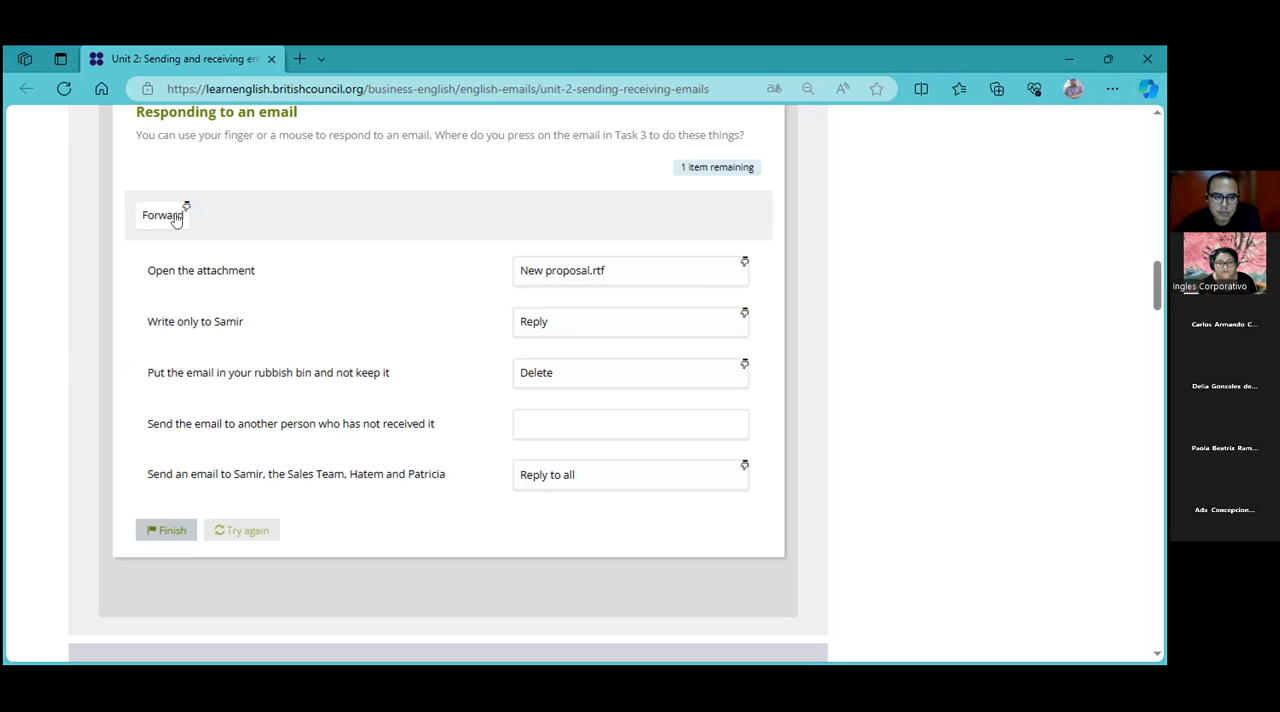 Unit 2: Sending and receiving em
https://learnenglish.britishcouncil.org/business-english/english-emails/unit-2-sending-receiving-emails
Responding to an email
You can use your finger or a mouse to respond to an email. Where do you press on the email in Task 3 to do these things?
1 item remaining
Forward
Open the attachment
New proposal.rtf
Write only to Samir
Reply
Put the email in your rubbish bin and not keep it
Delete
Send the email to another person who has not received it
Send an email to Samir, the Sales Team, Hatem and Patricia
Reply to all
Finish
Try again
Ingles Corporativo
Carlos Armando C...
Delia Gonzalez de...
Paola Beatriz Ram...
Ada Concepcion...